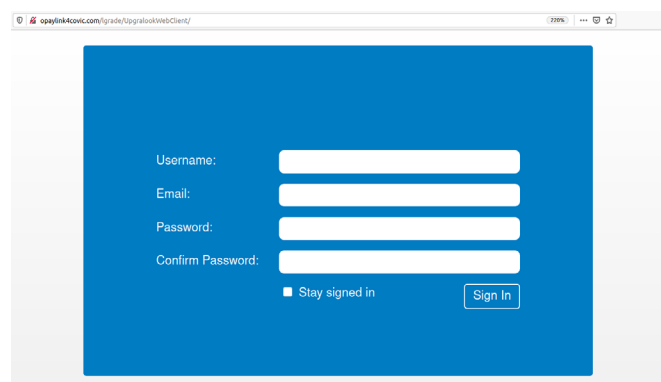 opaylink4covic.com/lgrade/UpgralookWebClient/ 220%
Username:
Email:
Password:
Confirm Password:
Stay signed in Sign In